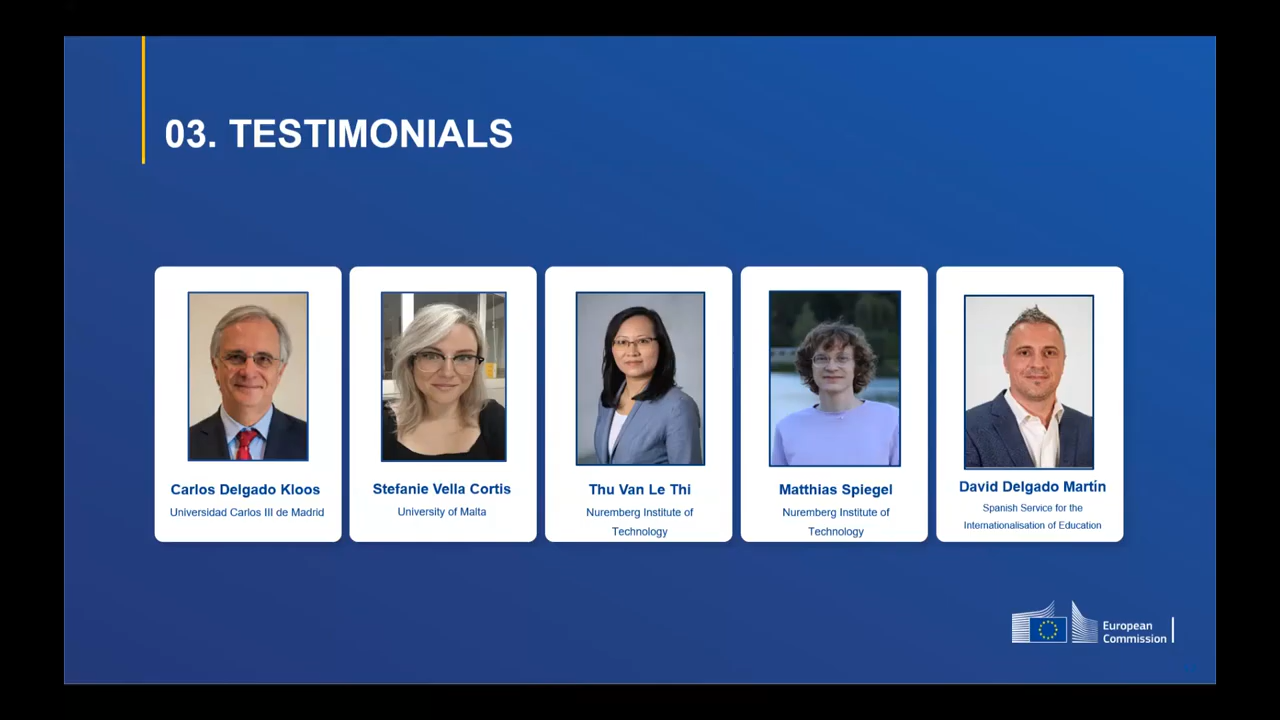 03. TESTIMONIALS
Carlos Delgado Kloos
Universidad Carlos III de Madrid
Stefanie Vella Cortis
University of Malta
Thu Van Le Thi
Nuremberg Institute of
Technology
Matthias Spiegel
Nuremberg Institute of
Technology
David Delgado Martín
Spanish Service for the
Internationalisation of Education
European
Commission